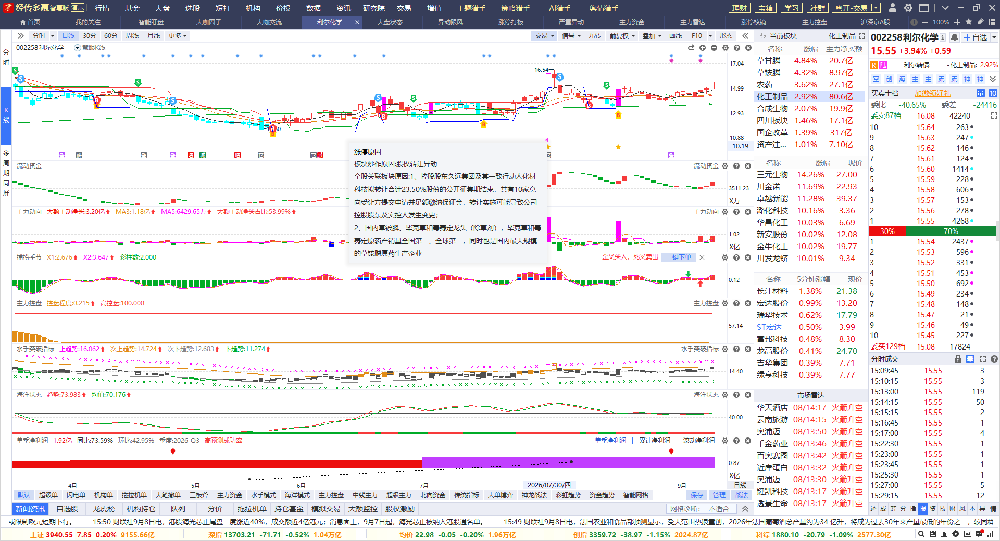 经传多赢 智尊版 演示 行情 基金 大盘 选股 短打 机构 价投 数据 资讯 研究院 交易 增值 主题猎手 策略猎手 AI猎手 舆情猎手 理财 宝箱 学习 社群 粤开-交易
首页 我的关注 智能盯盘 大咖圈子 大咖交流 利尔化学 大盘状态 异动跟风 涨停打板 严重异动 主力资金 主力雷达 涨停棱镜 主力控盘 沪深京A股 100%
分时 日线 30分 60分 周线 月线 更多 交易 信号 九转 前复权 叠加 画线 F10 形态
002258利尔化学 慧眼K线
分时
K线
多周期同屏
16.54
17.04
14.99
12.93
10.88
10.19
流动资金 流动资金
3511.23
X万
涨停原因
板块炒作原因:股权转让异动
个股关联板块原因:1、控股股东久远集团及其一致行动人化材
科技拟转让合计23.50%股份的公开征集期结束，共有10家意
向受让方提交申请并足额缴纳保证金，转让实施可能导致公司
控股股东及实控人发生变更；
2、国内草铵膦、毕克草和毒莠定龙头（除草剂），毕克草和毒
莠定原药产销量全国第一、全球第二，同时也是国内最大规模
的草铵膦原药生产企业
主力动向 大额主动净买:3.20亿 MA3:1.18亿 MA5:6429.65万 大额主动净买占比:53.99% 主力动向
1.02
X亿
捕捞季节 X1:2.676 X2:3.647 彩柱数:2.000 金叉买入，死叉卖出 一键下单
0.12
主力控盘 控盘程度:0.215 高控盘:100.000 主力控盘
57.14
水手突破指标 上趋势:16.062 次上趋势:14.724 次下趋势:12.683 下趋势:11.274 水手突破指标
14.40
海洋状态 趋势:73.983 均值:70.176 海洋状态
40.00
单季净利润 1.92亿 同比:73.59% 环比:42.95% 季度:2026-Q3 高预测成功率 单季净利润 | 累计净利润 | 滚动净利润
0.87
X亿
4月 5月 6月 7月 2026/07/30/四 9月 日线
默认 超级单 闪电单 机构单 拖拉机单 大笔撤单 三板斧 主力资金 水手模式 海洋模式 主力控盘 中线主力 超级主力 北向资金 传统指标 大单博弈 神龙战法 彩虹趋势 资金趋势 智能网格 保存 管理 战法
新闻资讯 自选股 龙虎榜 机构持仓 队列 分价 拖拉机单 持仓基金 模拟交易 大额监控 股权激励 网格诊断： 不适合
当前板块 化工制品
名称 涨幅 主力净买额
草甘膦 4.84% 20.7亿
草铵膦 4.32% 8.97亿
农药 3.62% 27.1亿
化工制品 2.92% 80.6亿
合成生物 2.07% 19.9亿
四川板块 1.46% 17.1亿
国企改革 1.39% 317亿
资产注... 1.01% 7.10亿
名称 涨幅 现价
三元生物 14.26% 27.00
川金诺 11.69% 22.93
卓越新能 11.28% 39.37
潞化科技 10.16% 3.36
华昌化工 10.03% 6.69
新安股份 10.02% 12.08
金牛化工 10.02% 19.77
川发龙蟒 10.01% 9.34
名称 5分钟涨幅 现价
长江材料 1.38% 21.38
宏达股份 0.99% 13.20
瑞华技术 0.62% 17.79
ST宏达 0.50% 3.99
富邦科技 0.48% 8.30
龙高股份 0.41% 24.70
吉华集团 0.39% 7.71
绿亨科技 0.39% 7.77
市场雷达
华天酒店 08/14:17 火箭升空
云南旅游 08/14:15 火箭升空
奥浦迈 08/13:50 火箭升空
千金药业 08/13:46 火箭升空
百奥赛图 08/13:42 火箭升空
近岸蛋白 08/13:32 火箭升空
奥浦迈 08/13:30 火箭升空
键凯科技 08/13:17 火箭升空
透景生命 08/13:17 火箭升空
002258利尔化学 自选
15.55 +3.94% +0.59
R 陆 利尔转债: - 化工制品: 2.92%
空 创 海 主 主 流 流 神 神
买卖十档 加微领好礼 量 10
委比 -40.65% 委差 -24416
委卖87档 16.08 42240
10 15.64 263
9 15.63 247
8 15.62 146
7 15.61 124
6 15.60 1414
5 15.59 228
4 15.58 606
3 15.57 153
2 15.56 278
1 15.55 4268
30% 70%
1 15.54 2437
2 15.53 596
3 15.52 331
4 15.51 453
5 15.50 692
6 15.49 234
7 15.48 148
8 15.47 21
9 15.46 49
10 15.45 227
委买129档 15.08 17824
分时成交 量
15:09:45 15.55 3
15:10:15 15.55 3
15:13:00 15.55 119
15:14:15 15.55 50
15:15:15 15.55 2
15:16:45 15.55 1
15:17:00 15.55 4
15:22:30 15.55 1
15:23:00 15.55 1
15:23:45 15.55 1
15:25:30 15.55 1
15:27:00 15.55 5
15:29:15 15.55 12
还 成 筹 分 指 报 资 技 财 风 本 异 情
或限制欧元短期下行。 15:50 财联社9月8日电，港股海光芯正尾盘一度涨近40%，成交额近4亿港元；消息面上，9月7日起，海光芯正被纳入港股通名单。 15:49 财联社9月8日电，法国农业和食品部预测显示，受大范围热浪重创，2026年法国葡萄酒总产量约为34 亿升，将成为过去30年来产量最低的年份之一，较同样
上证 3940.55 7.85 0.20% 9155.66亿 深指 13703.21 -71.71 -0.52% 1.04万亿 均价 22.98 -0.05 -0.20% 1.96万亿 创指 3359.72 -38.97 -1.15% 2024.87亿 科综 1880.10 -20.79 -1.09% 2577.30亿